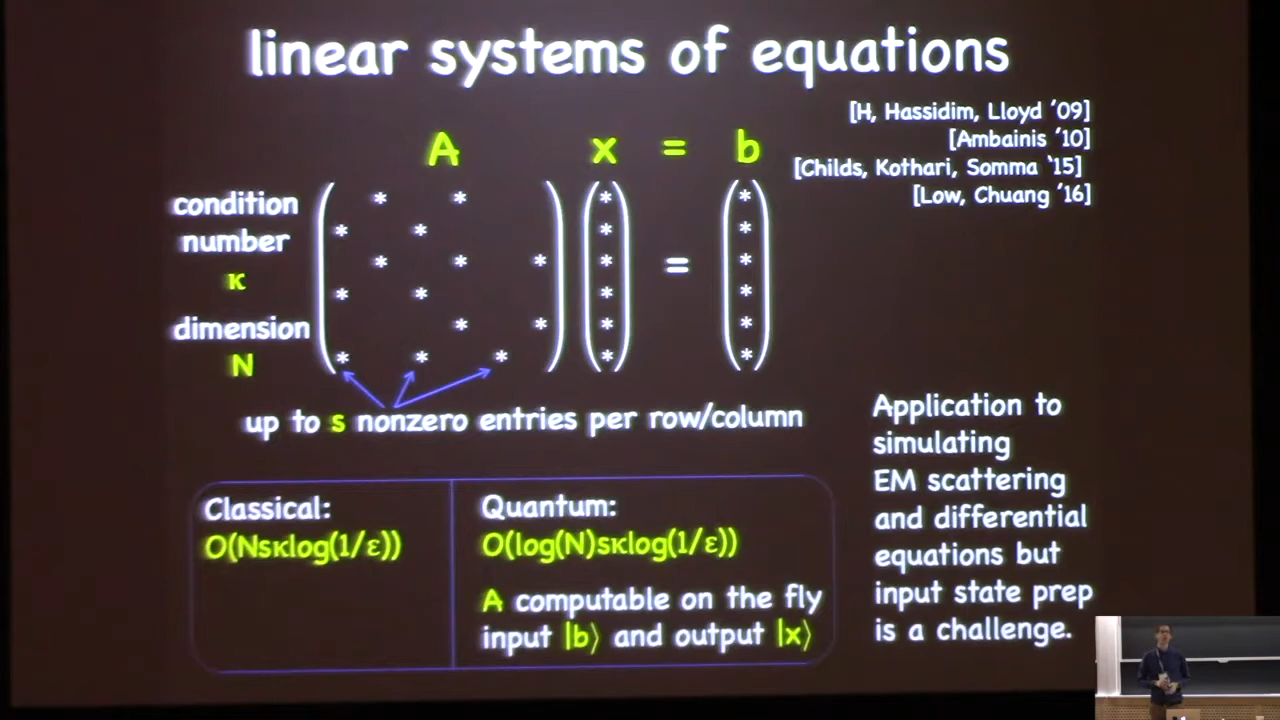 linear systems of equations
[H, Hassidim, Lloyd '09]
[Ambainis '10]
[Childs, Kothari, Somma '15]
[Low, Chuang '16]
A x = b
condition
number
κ
dimension
N
* * * *
* * * *
* * * * = *
* * * *
* * * *
* * * * *
up to s nonzero entries per row/column
Classical:
O(Nsκlog(1/ε))
Quantum:
O(log(N)sκlog(1/ε))
A computable on the fly
input |b⟩ and output |x⟩
Application to
simulating
EM scattering
and differential
equations but
input state prep
is a challenge.